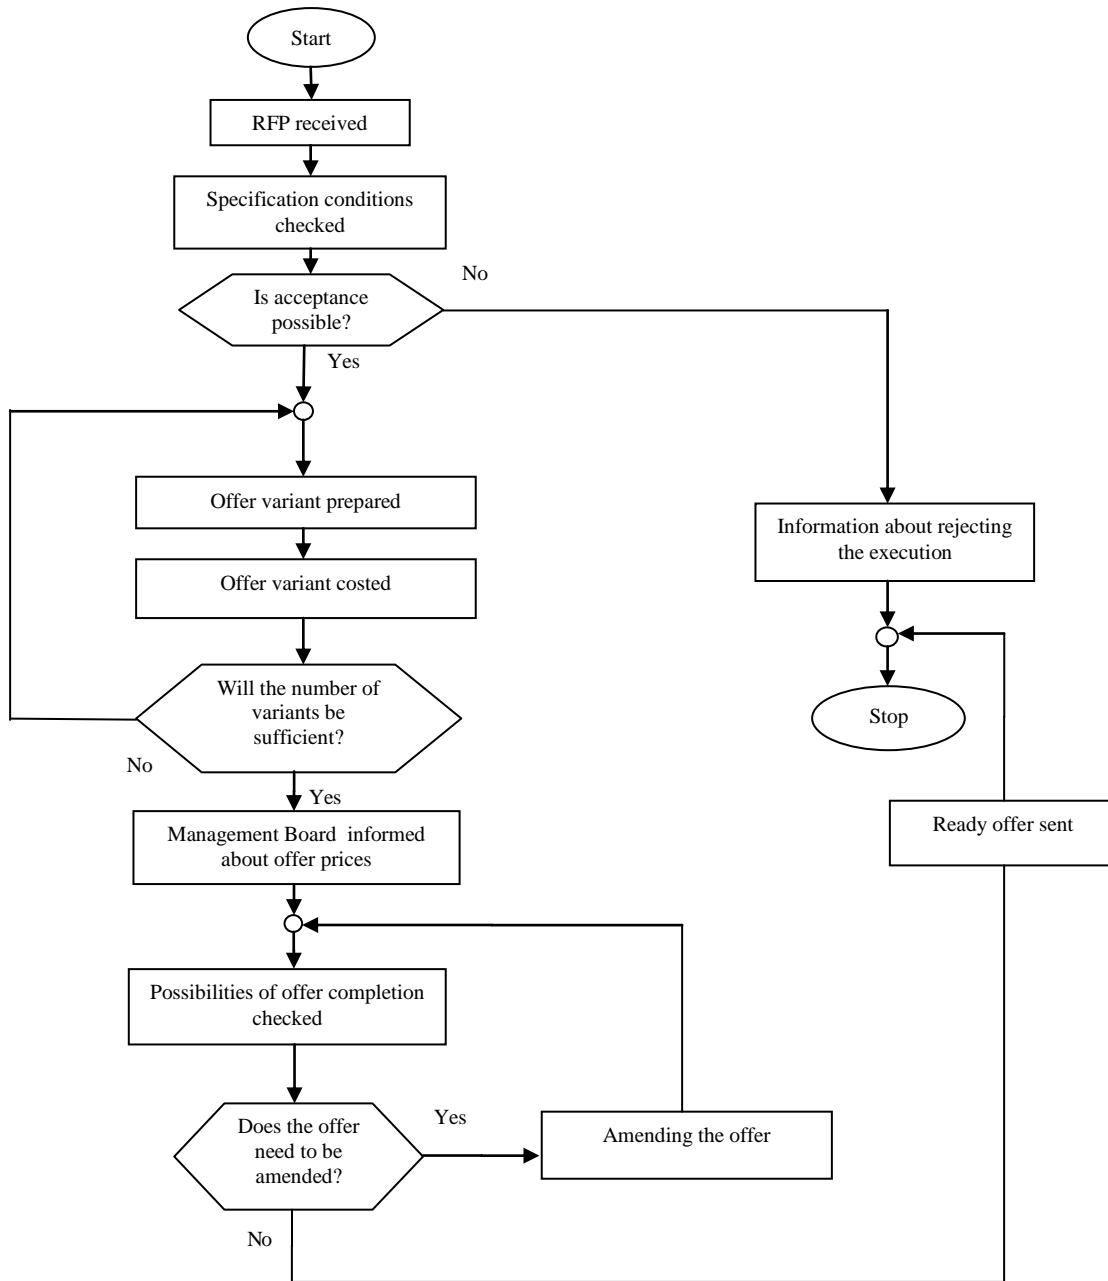 Start
RFP received
Specification conditions
checked
No
Is acceptance
possible?
Yes
Offer variant prepared
Information about rejecting
the execution
Offer variant costed
Will the number of
variants be
sufficient?
Stop
No
Yes
Ready offer sent
Management Board informed
about offer prices
Possibilities of offer completion
checked
Does the offer
need to be
amended?
Yes
Amending the offer
No